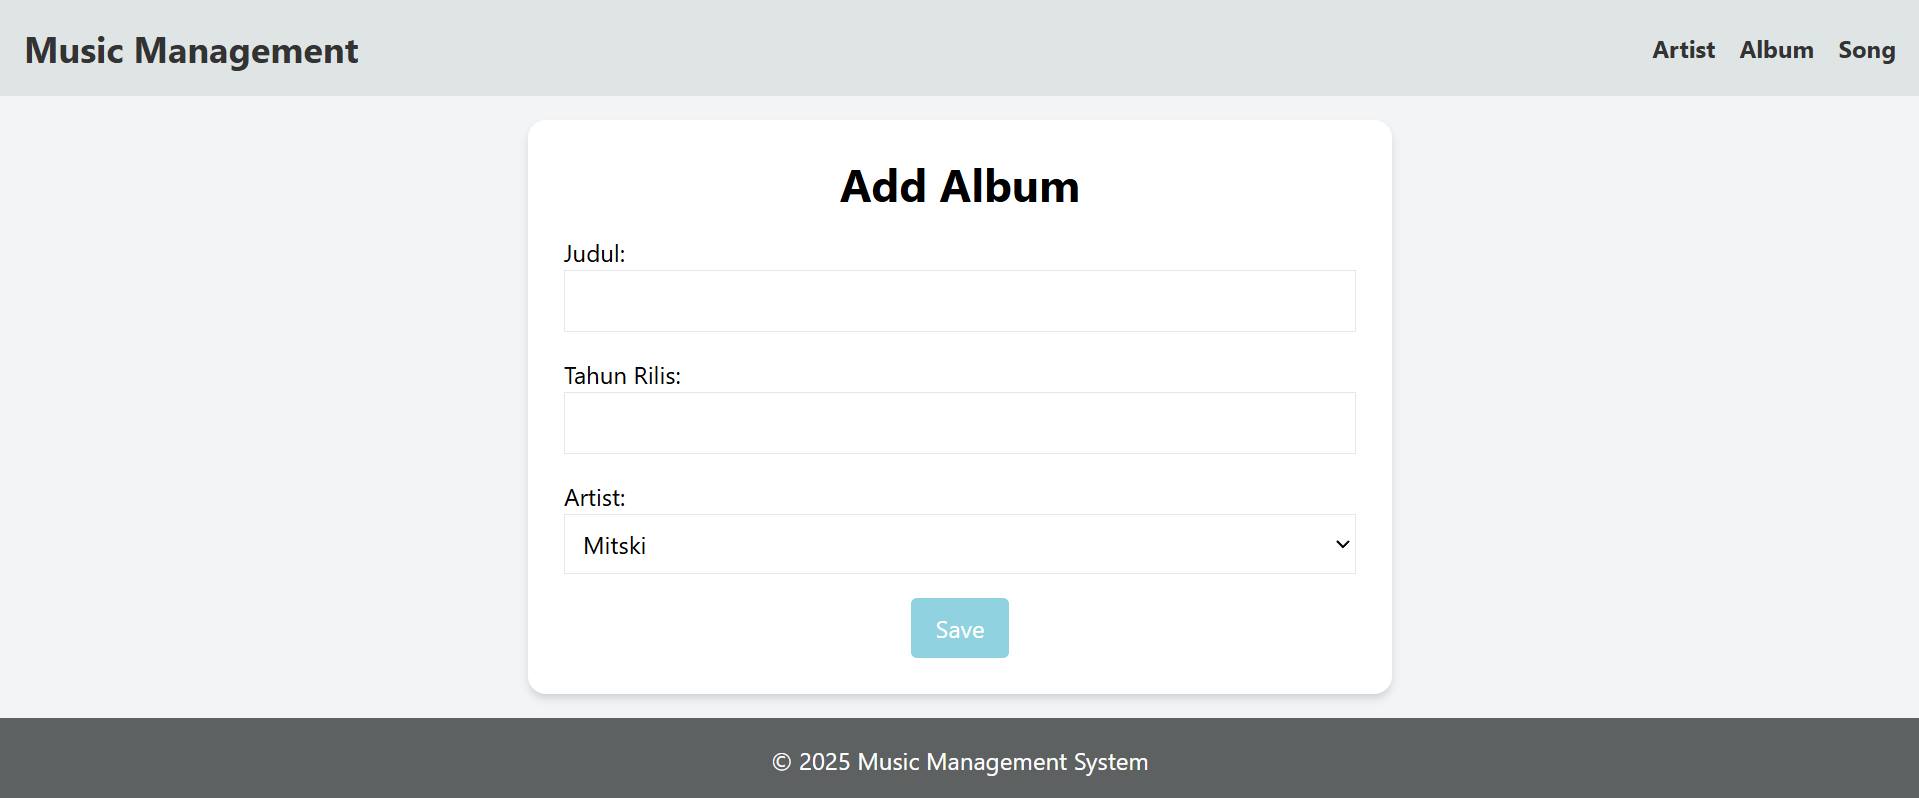 Music Management
Artist Album Song
Add Album
Judul:
Tahun Rilis:
Artist:
Mitski
Save
© 2025 Music Management System